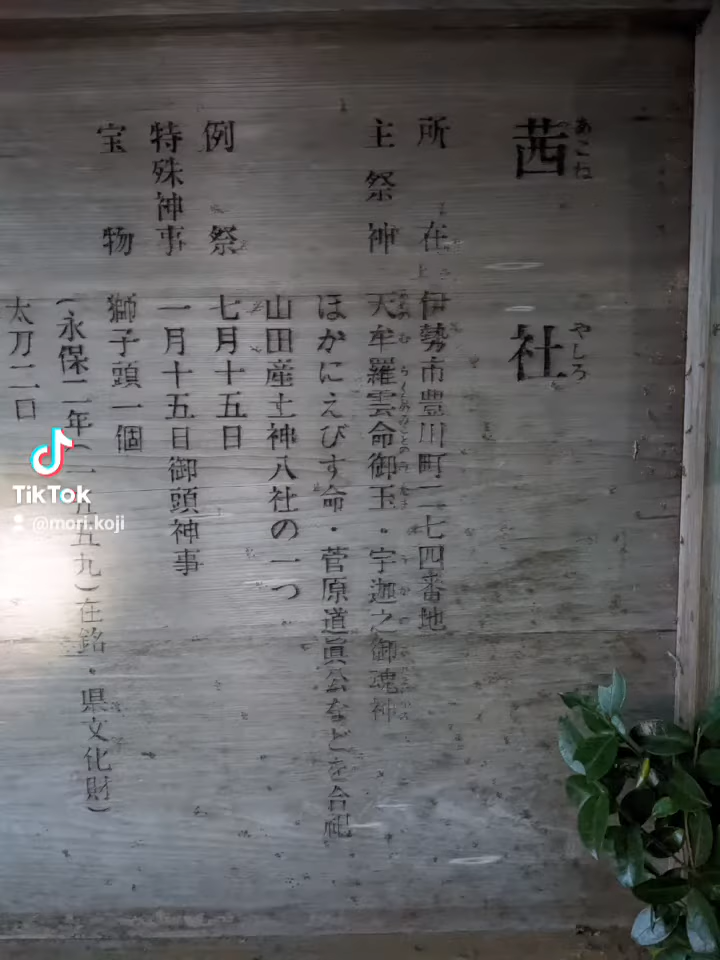 茜社
あこね やしろ
所在 伊勢市豊川町一七四番地
主祭神 天牟羅雲命御玉・宇迦之御魂神
ほかにえびす命・菅原道眞公などを合祀
山田産土神八社の一つ
例祭 七月十五日
特殊神事 一月十五日御頭神事
宝物 獅子頭一個
(永保二年(一五五九)在銘・県文化財)
太刀二口
TikTok
@mori.koji